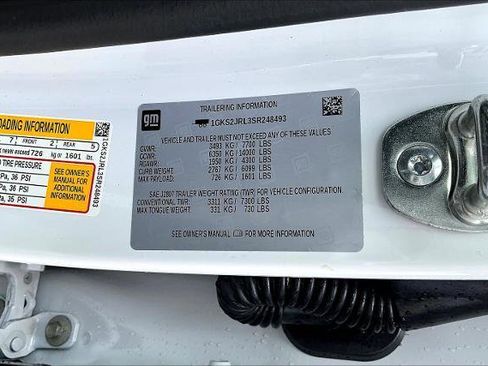 LOADING INFORMATION
7 FRONT 2 REAR 5
never exceed 726 kg or 1601 lbs.
TIRE PRESSURE
kPa, 36 PSI
kPa, 35 PSI
SEE OWNER'S
MANUAL FOR
ADDITIONAL
INFORMATION
1GKS2JRL3SR248493
gm
TRAILERING INFORMATION
1GKS2JRL3SR248493
VEHICLE AND TRAILER MUST NOT EXCEED ANY OF THESE VALUES
GVWR: 3493 KG / 7700 LBS
GCWR: 6350 KG / 14000 LBS
RGAWR: 1950 KG / 4300 LBS
CURB WEIGHT: 2767 KG / 6099 LBS
MAX PAYLOAD: 726 KG / 1601 LBS
SAE J2807 TRAILER WEIGHT RATING (TWR) FOR VEHICLE CONFIGURATION
CONVENTIONAL TWR: 3311 KG / 7300 LBS
MAX TONGUE WEIGHT: 331 KG / 730 LBS
SEE OWNER'S MANUAL FOR MORE INFORMATION